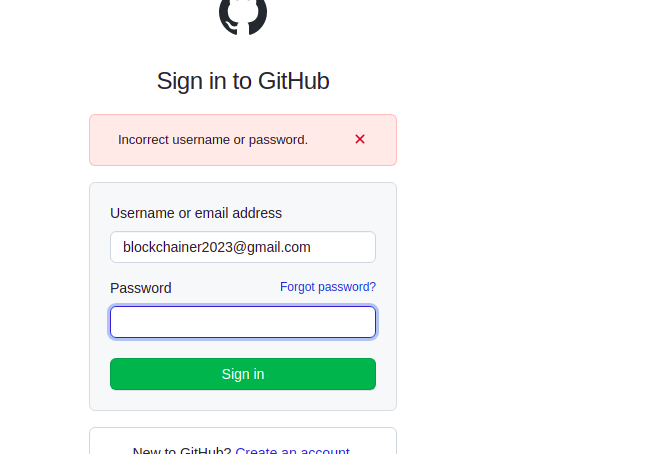 Sign in to GitHub
Incorrect username or password.
Username or email address
blockchainer2023@gmail.com
Password Forgot password?
Sign in
New to GitHub? Create an account